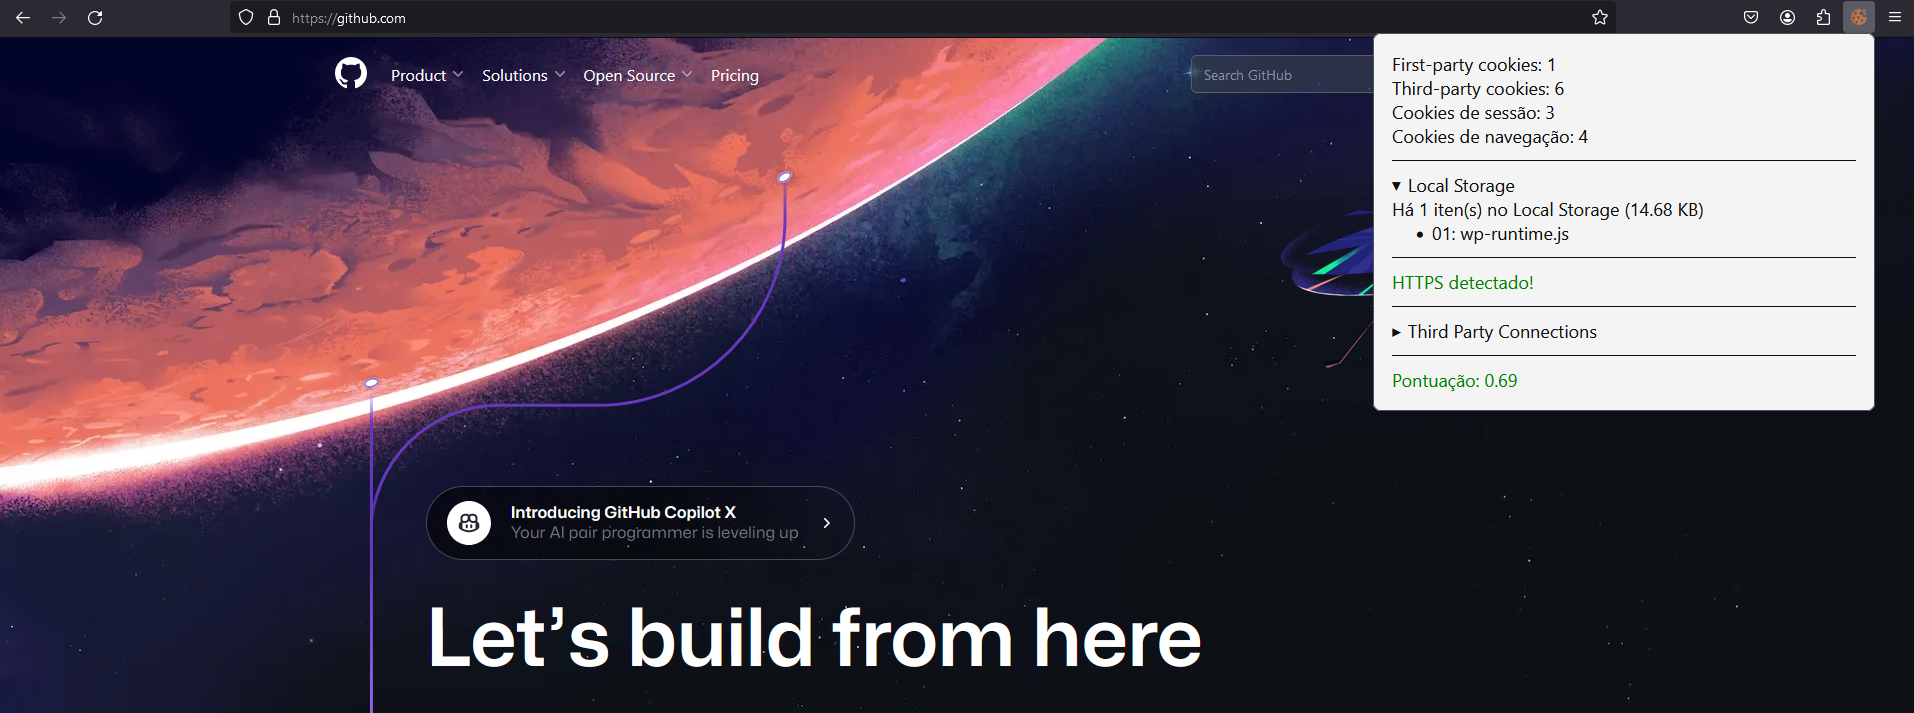 https://github.com
Product
Solutions
Open Source
Pricing
Search GitHub
First-party cookies: 1
Third-party cookies: 6
Cookies de sessão: 3
Cookies de navegação: 4
▾ Local Storage
Há 1 iten(s) no Local Storage (14.68 KB)
• 01: wp-runtime.js
HTTPS detectado!
▸ Third Party Connections
Pontuação: 0.69
Introducing GitHub Copilot X
Your AI pair programmer is leveling up
Let's build from here